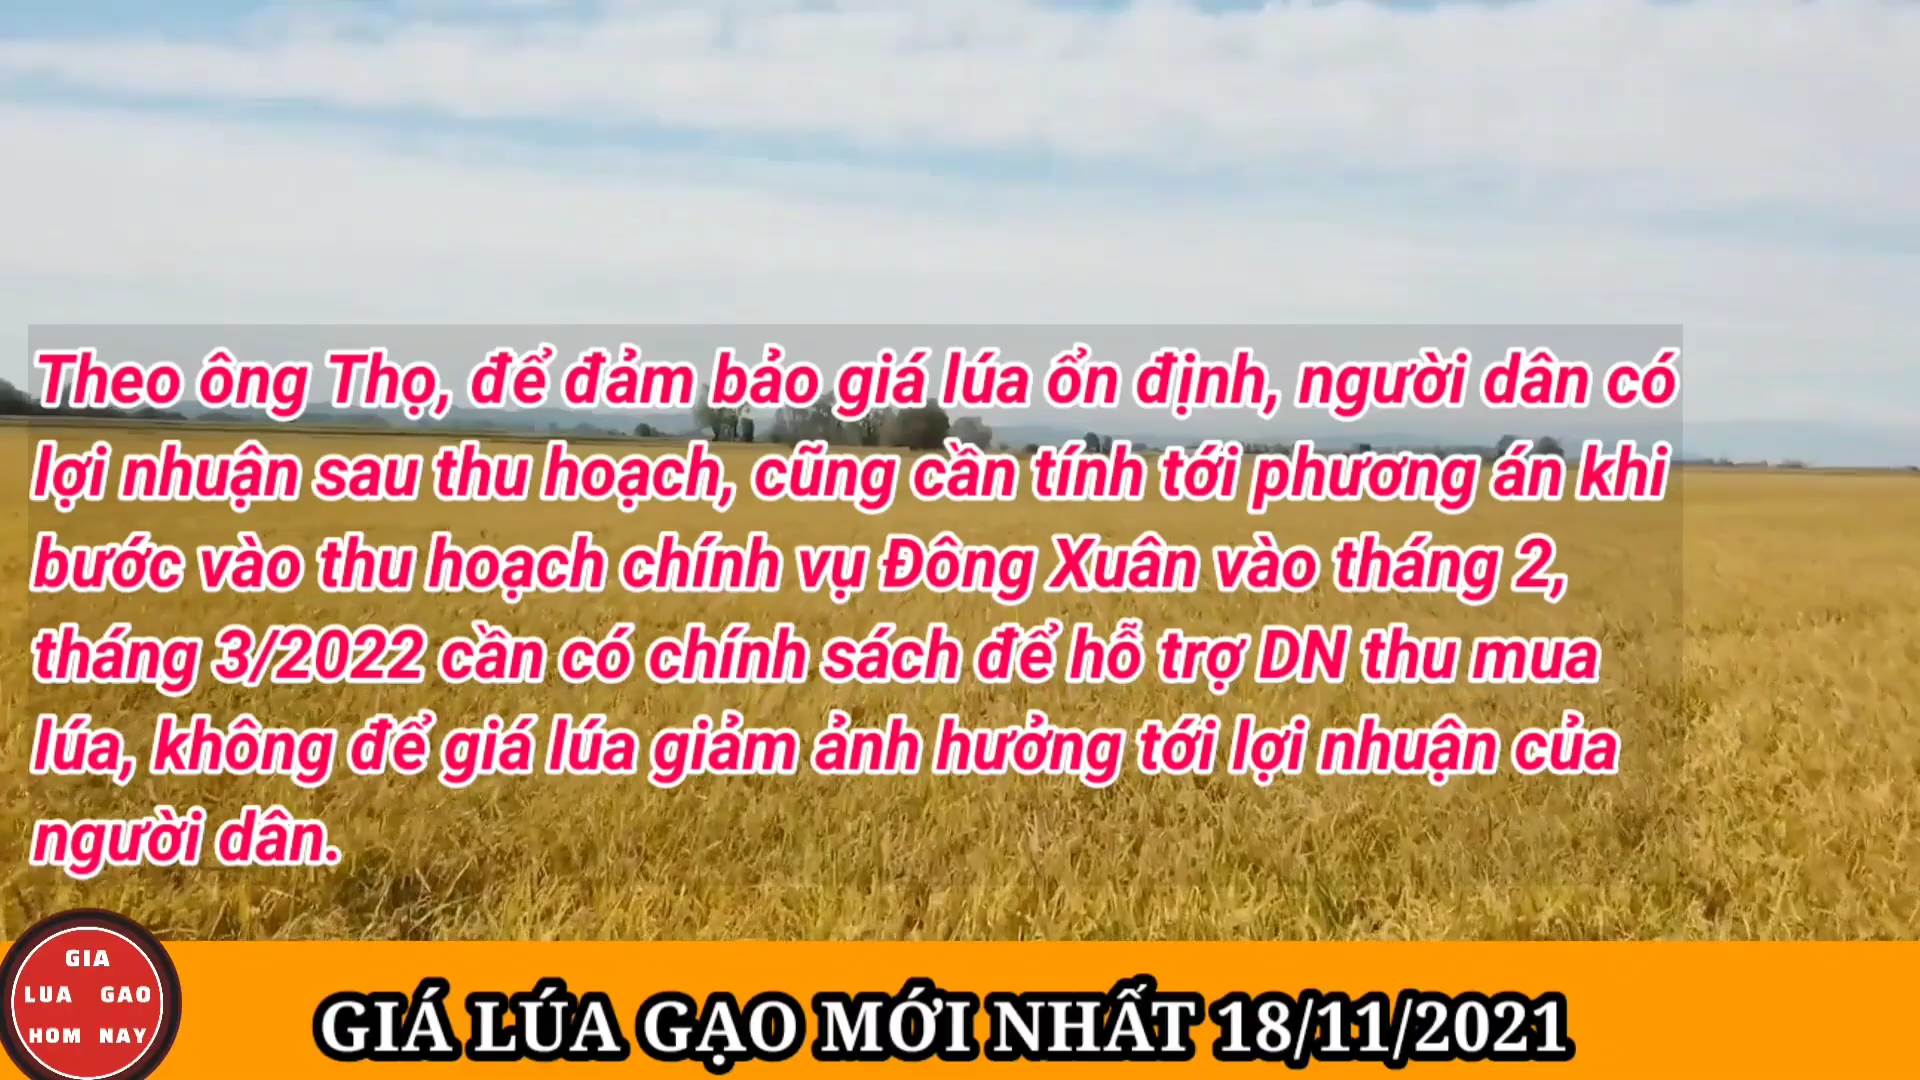 Theo ông Thọ, để đảm bảo giá lúa ổn định, người dân có
lợi nhuận sau thu hoạch, cũng cần tính tới phương án khi
bước vào thu hoạch chính vụ Đông Xuân vào tháng 2,
tháng 3/2022 cần có chính sách để hỗ trợ DN thu mua
lúa, không để giá lúa giảm ảnh hưởng tới lợi nhuận của
người dân.
GIA
LUA GAO
HOM NAY
GIÁ LÚA GẠO MỚI NHẤT 18/11/2021